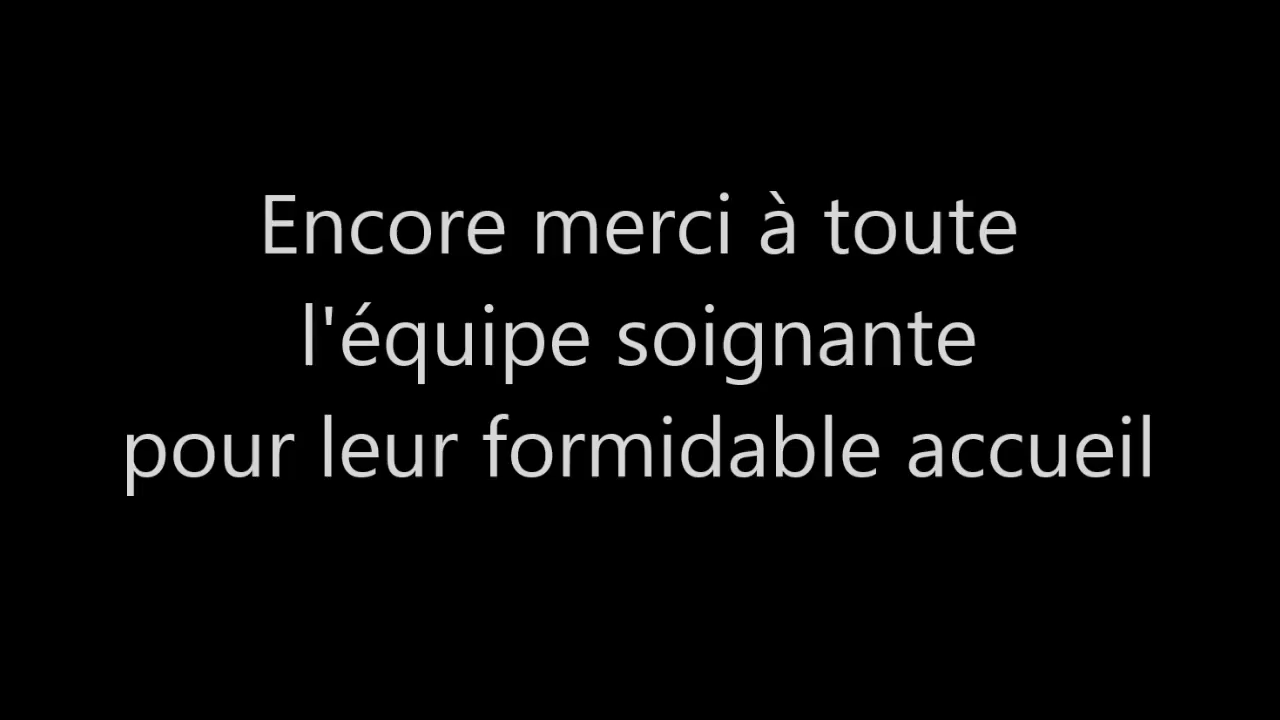 Encore merci à toute
l'équipe soignante
pour leur formidable accueil